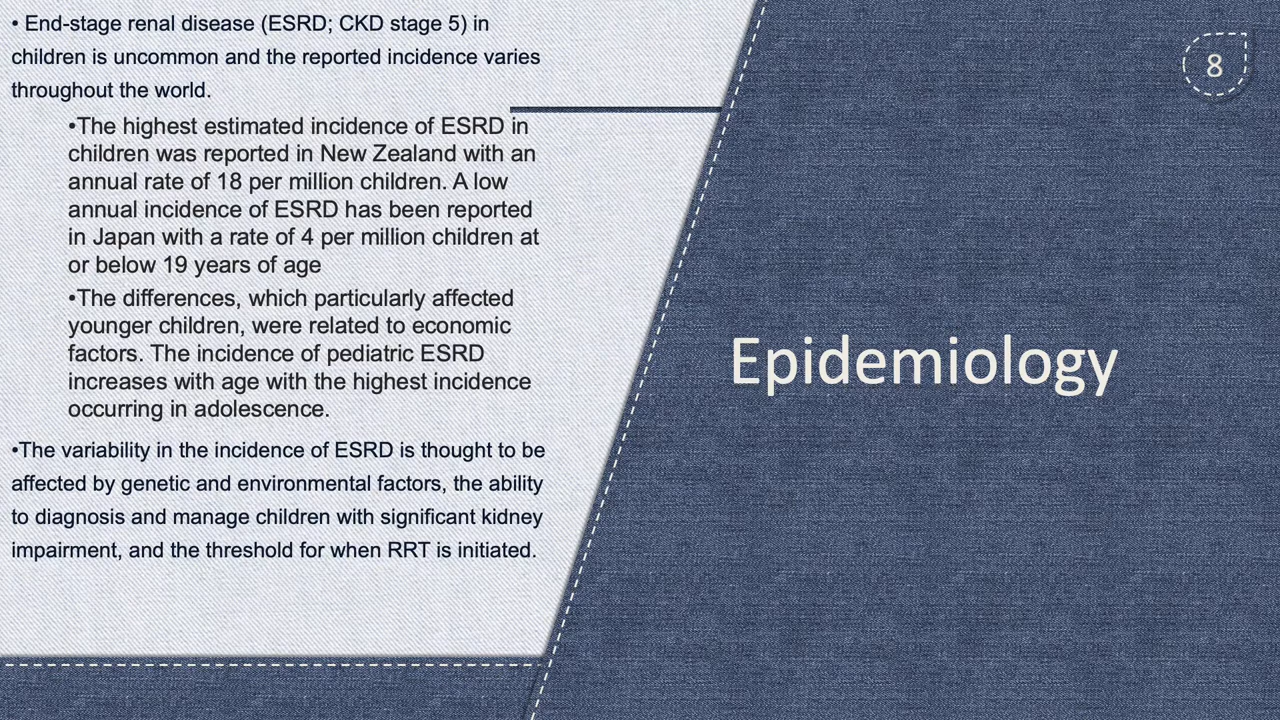 • End-stage renal disease (ESRD; CKD stage 5) in
children is uncommon and the reported incidence varies
throughout the world.
•The highest estimated incidence of ESRD in
children was reported in New Zealand with an
annual rate of 18 per million children. A low
annual incidence of ESRD has been reported
in Japan with a rate of 4 per million children at
or below 19 years of age
•The differences, which particularly affected
younger children, were related to economic
factors. The incidence of pediatric ESRD
increases with age with the highest incidence
occurring in adolescence.
•The variability in the incidence of ESRD is thought to be
affected by genetic and environmental factors, the ability
to diagnosis and manage children with significant kidney
impairment, and the threshold for when RRT is initiated.
8
Epidemiology